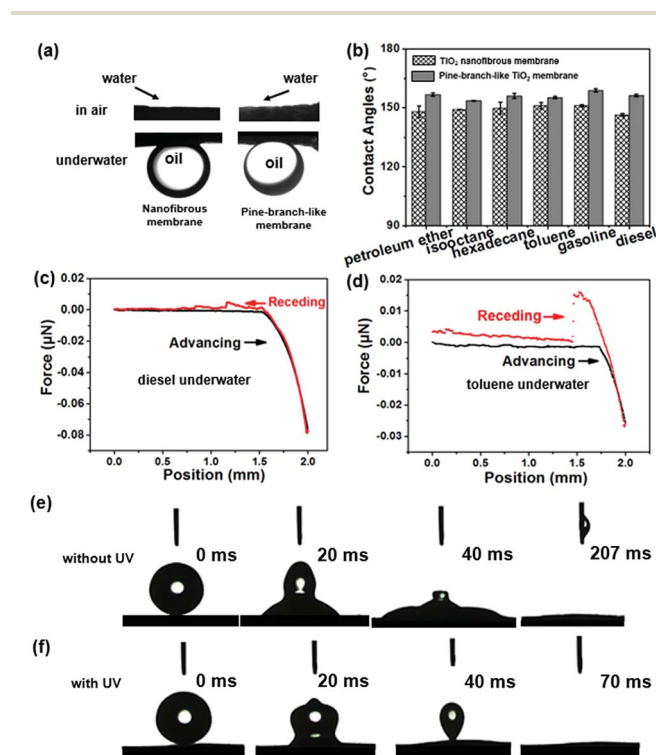 (a)
water
water
in air
underwater
oil
oil
Nanofibrous
membrane
Pine-branch-like
membrane
(b)
Contact Angles (°)
210
180
150
120
90
TiO₂ nanofibrous membrane
Pine-branch-like TiO₂ membrane
petroleum ether
isooctane
hexadecane
toluene
gasoline
diesel
(c)
Force (μN)
0.02
0.00
-0.02
-0.04
-0.06
-0.08
Receding
Advancing
diesel underwater
0.0
0.5
1.0
1.5
2.0
Position (mm)
(d)
Force (μN)
0.02
0.01
0.00
-0.01
-0.02
-0.03
Receding
Advancing
toluene underwater
0.0
0.5
1.0
1.5
2.0
Position (mm)
(e)
without UV
0 ms
20 ms
40 ms
207 ms
(f)
with UV
0 ms
20 ms
40 ms
70 ms